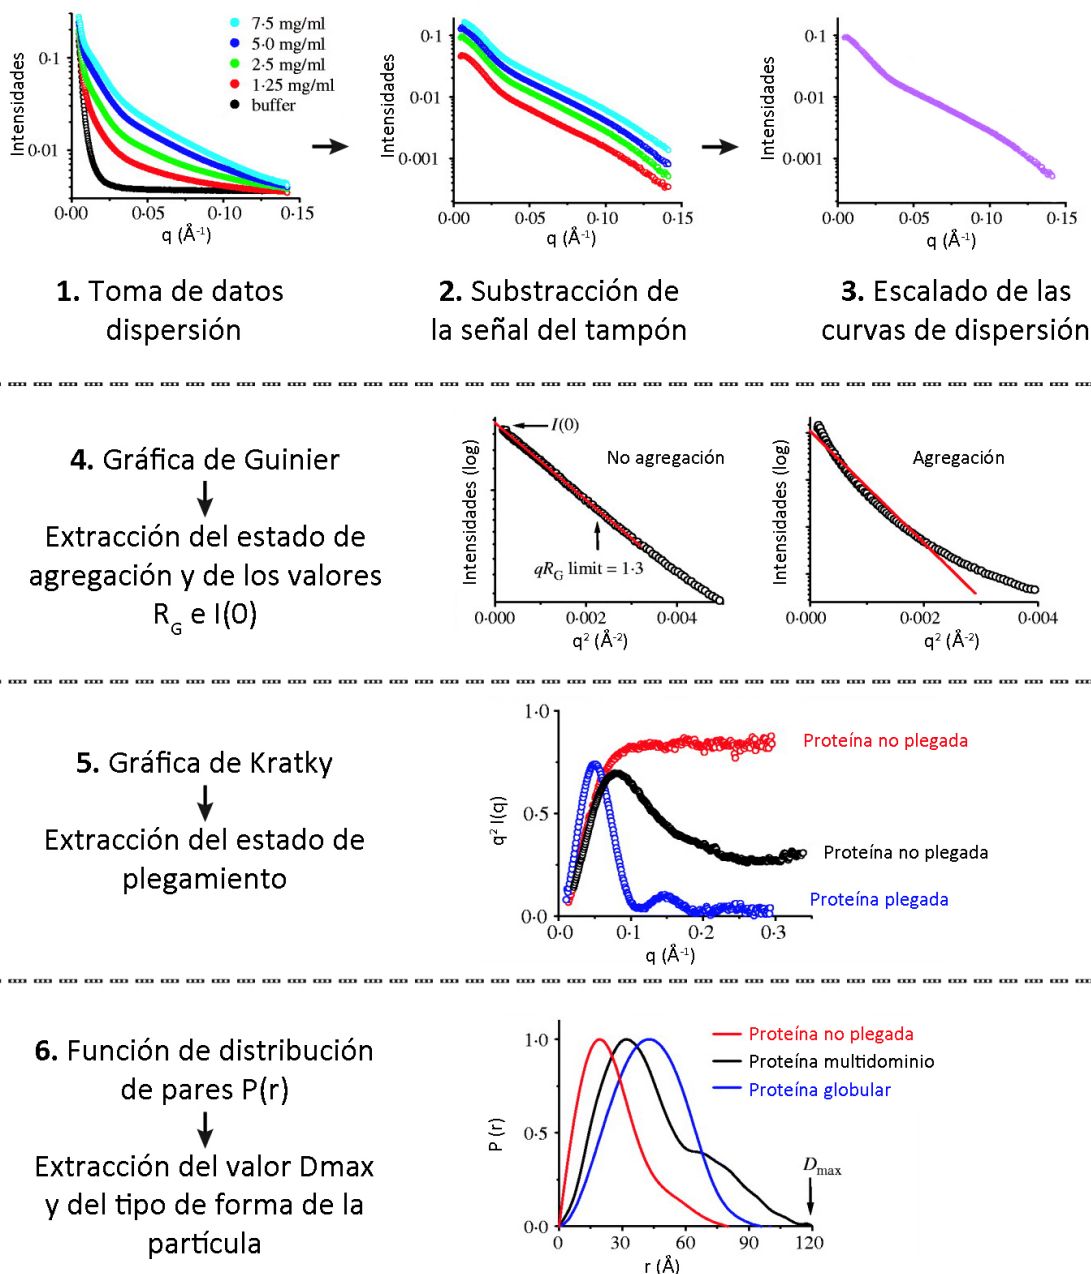 Intensidades
0·1
0·01
0·00
0·05
0·10
0·15
q (Å⁻¹)
7·5 mg/ml
5·0 mg/ml
2·5 mg/ml
1·25 mg/ml
buffer
Intensidades
0·1
0·01
0·001
0·00
0·05
0·10
0·15
q (Å⁻¹)
Intensidades
0·1
0·01
0·001
0·00
0·05
0·10
0·15
q (Å⁻¹)
1. Toma de datos
dispersión
2. Substracción de
la señal del tampón
3. Escalado de las
curvas de dispersión
4. Gráfica de Guinier
Extracción del estado de
agregación y de los valores
R_G e I(0)
Intensidades (log)
I(0)
No agregación
qR_G limit = 1·3
0·000
0·002
0·004
q² (Å⁻²)
Intensidades (log)
Agregación
0·000
0·002
0·004
q² (Å⁻²)
5. Gráfica de Kratky
Extracción del estado de
plegamiento
q² I(q)
1·0
0·5
0·0
0·0
0·1
0·2
0·3
q (Å⁻¹)
Proteína no plegada
Proteína no plegada
Proteína plegada
6. Función de distribución
de pares P(r)
Extracción del valor Dmax
y del tipo de forma de la
partícula
P (r)
1·0
0·5
0·0
0
30
60
90
120
r (Å)
Proteína no plegada
Proteína multidominio
Proteína globular
D_max